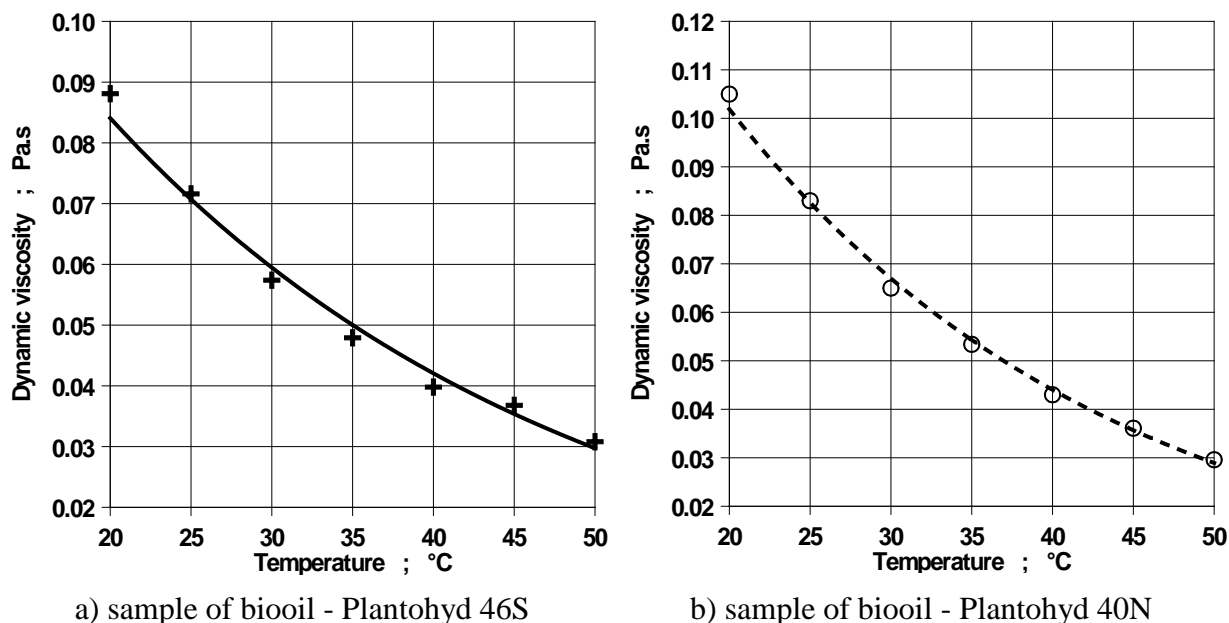 0.10
0.09
0.08
0.07
0.06
0.05
0.04
0.03
0.02
Dynamic viscosity ; Pa.s
20 25 30 35 40 45 50
Temperature ; °C
a) sample of biooil - Plantohyd 46S
0.12
0.11
0.10
0.09
0.08
0.07
0.06
0.05
0.04
0.03
0.02
Dynamic viscosity ; Pa.s
20 25 30 35 40 45 50
Temperature ; °C
b) sample of biooil - Plantohyd 40N